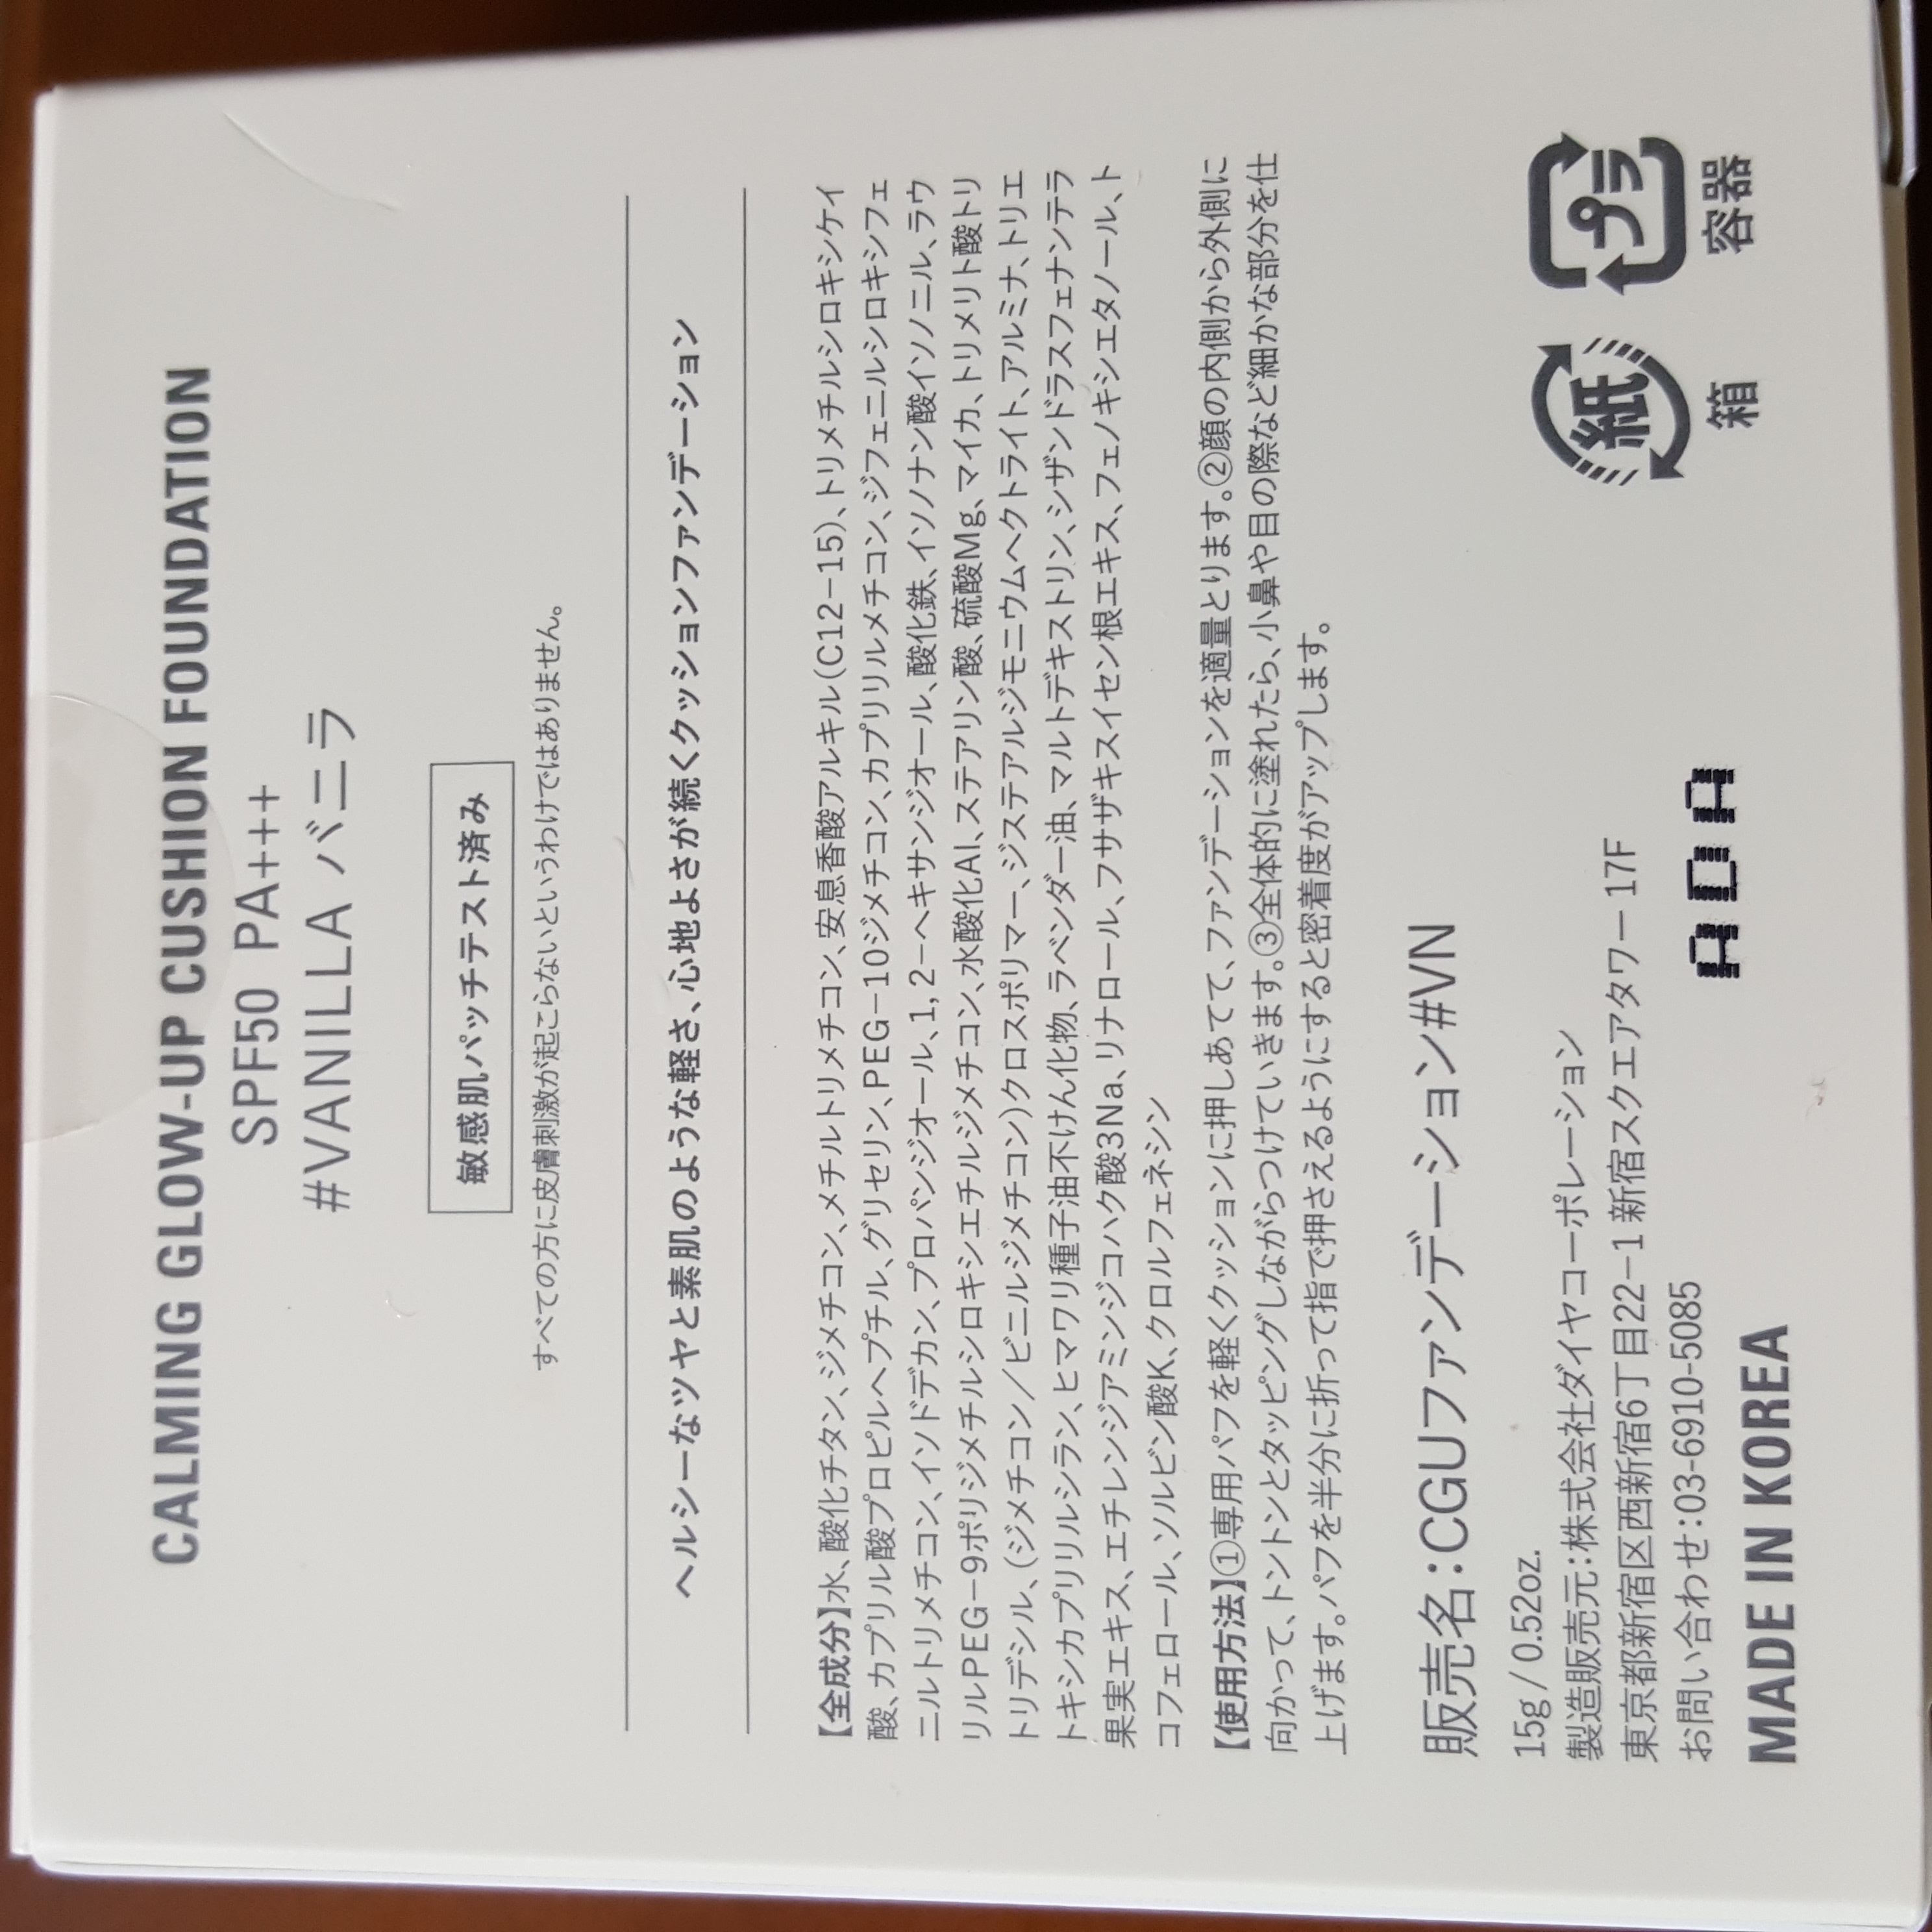 CALMING GLOW-UP CUSHION FOUNDATION
SPF50 PA+++
#VANILLA バニラ
敏感肌パッチテスト済み
すべての方に皮膚刺激が起こらないというわけではありません。
ヘルシーなツヤと素肌のような軽さ、心地よさが続くクッションファンデーション
【全成分】水、酸化チタン、ジメチコン、メチルトリメチコン、安息香酸アルキル(C12-15)、トリメチルシロキシケイ
酸、カプリル酸プロピルヘプチル、グリセリン、PEG-10ジメチコン、カプリリルメチコン、ジフェニルシロキシフェ
ニルトリメチコン、イソドデカン、プロパンジオール、1,2-ヘキサンジオール、酸化鉄、イソノナン酸イソノニル、ラウ
リルPEG-9ポリジメチルシロキシエチルジメチコン、水酸化Al、ステアリン酸、硫酸Mg、マイカ、トリメリト酸トリ
トリデシル、(ジメチコン/ビニルジメチコン)クロスポリマー、ジステアルジモニウムヘクトライト、アルミナ、トリエ
トキシカプリリルシラン、ヒマワリ種子油不けん化物、ラベンダー油、マルトデキストリン、シザンドラスフェナンテラ
果実エキス、エチレンジアミンジコハク酸3Na、リナロール、フサザキスイセン根エキス、フェノキシエタノール、ト
コフェロール、ソルビン酸K、クロルフェネシン
【使用方法】①専用パフを軽くクッションに押しあてて、ファンデーションを適量とります。②顔の内側から外側に
向かって、トントンとタッピングしながらつけていきます。③全体的に塗れたら、小鼻や目の際など細かな部分を仕
上げます。パフを半分に折って指で押さえるようにすると密着度がアップします。
販売名:CGUファンデーション#VN
15g / 0.52oz.
製造販売元:株式会社ダイヤコーポレーション
東京都新宿区西新宿6丁目22-1 新宿スクエアタワー 17F
お問い合わせ:03-6910-5085
MADE IN KOREA
A0A
紙
箱
プラ
容器